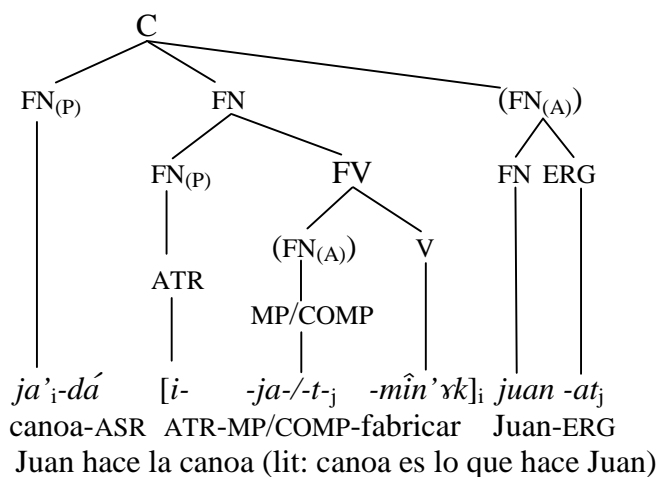 C
FN(P) FN (FN(A))
FN(P) FV FN ERG
(FN(A)) V
ATR
MP/COMP
ja’i-dá [i- -ja-/-t-j -mîn’ɤk]i juan -atj
canoa-ASR ATR-MP/COMP-fabricar Juan-ERG
Juan hace la canoa (lit: canoa es lo que hace Juan)